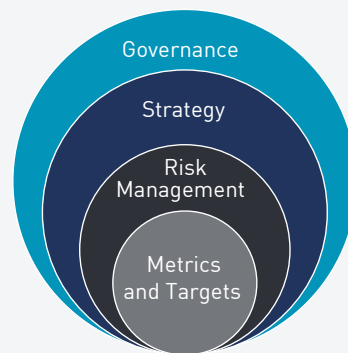 Governance
Strategy
Risk
Management
Metrics
and Targets